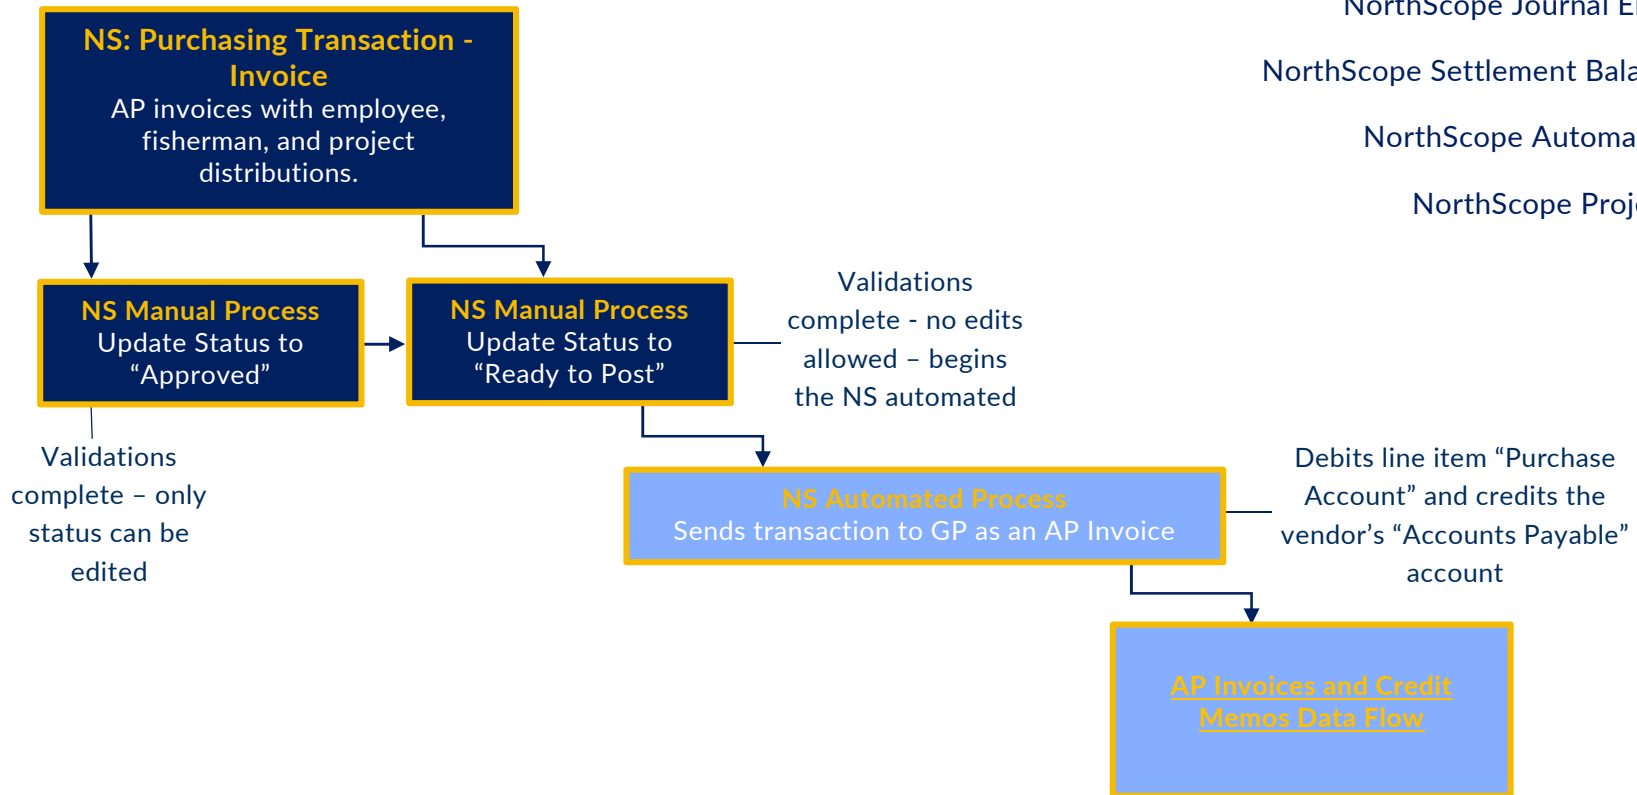 NS: Purchasing Transaction -
Invoice
AP invoices with employee,
fisherman, and project
distributions.
NorthScope Journal
NorthScope Settlement
NorthScope
NorthScope
NS Manual Process
Update Status to
“Approved”
NS Manual Process
Update Status to
“Ready to Post”
Validations
complete - no edits
allowed – begins
the NS automated
Validations
complete – only
status can be
edited
NS Automated Process
Sends transaction to GP as an AP Invoice
Debits line item “Purchase
Account” and credits the
vendor’s “Accounts Payable”
account
AP Invoices and Credit
Memos Data Flow